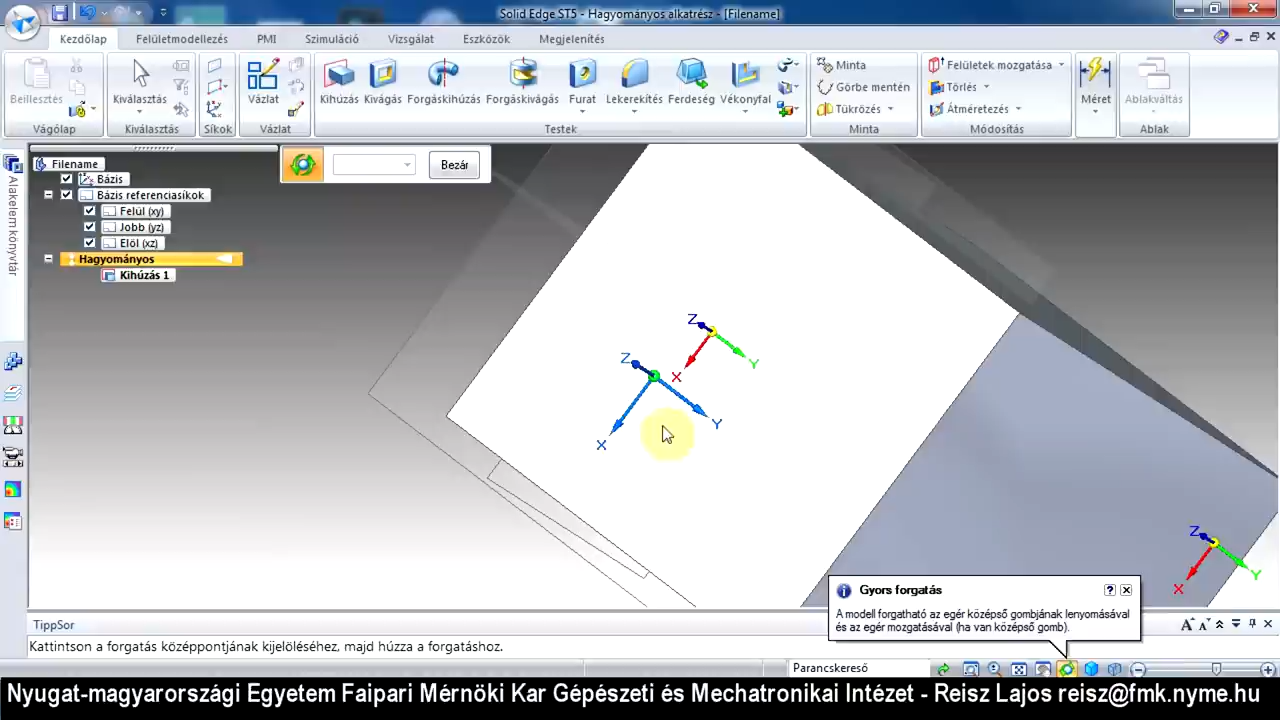 Solid Edge ST5 - Hagyományos alkatrész - [Filename]
Kezdőlap Felületmodellezés PMI Szimuláció Vizsgálat Eszközök Megjelenítés
Beillesztés Kiválasztás Vázlat Kihúzás Kivágás Forgáskihúzás Forgáskivágás Furat Lekerekítés Ferdeség Vékonyfal
Minta
Görbe mentén
Tükrözés
Felületek mozgatása
Törlés
Átméretezés
Méret Ablakváltás
Vágólap Kiválasztás Síkok Vázlat Testek Minta Módosítás Ablak
Alakelem könyvtár
Filename
Bázis
Bázis referenciasíkok
Felül (xy)
Jobb (yz)
Elöl (xz)
Hagyományos
Kihúzás 1
Bezár
Z
Y
X
Z
Y
X
Z
Y
X
Gyors forgatás
A modell forgatható az egér középső gombjának lenyomásával
és az egér mozgatásával (ha van középső gomb).
TippSor
Kattintson a forgatás középpontjának kijelöléséhez, majd húzza a forgatáshoz.
Parancskereső
Nyugat-magyarországi Egyetem Faipari Mérnöki Kar Gépészeti és Mechatronikai Intézet - Reisz Lajos reisz@fmk.nyme.hu